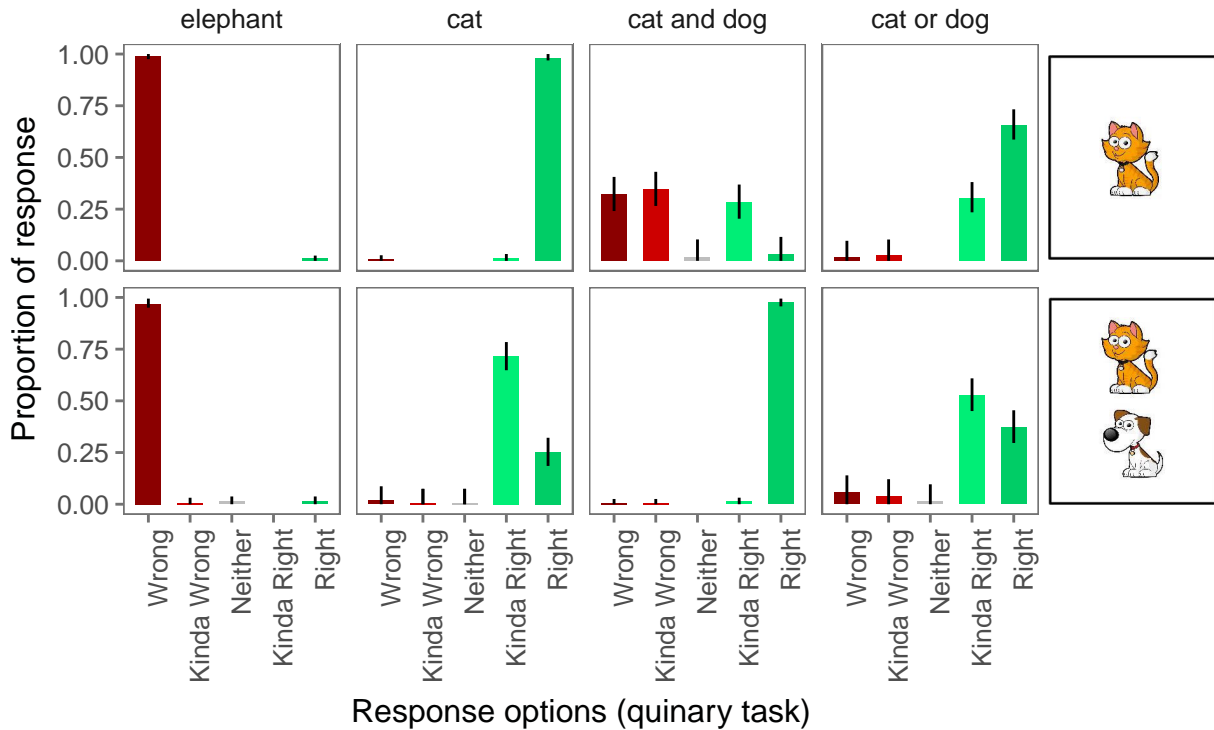 elephant cat cat and dog cat or dog
Proportion of response
1.00
0.75
0.50
0.25
0.00
1.00
0.75
0.50
0.25
0.00
Wrong
Kinda Wrong
Neither
Kinda Right
Right
Wrong
Kinda Wrong
Neither
Kinda Right
Right
Wrong
Kinda Wrong
Neither
Kinda Right
Right
Wrong
Kinda Wrong
Neither
Kinda Right
Right
Response options (quinary task)